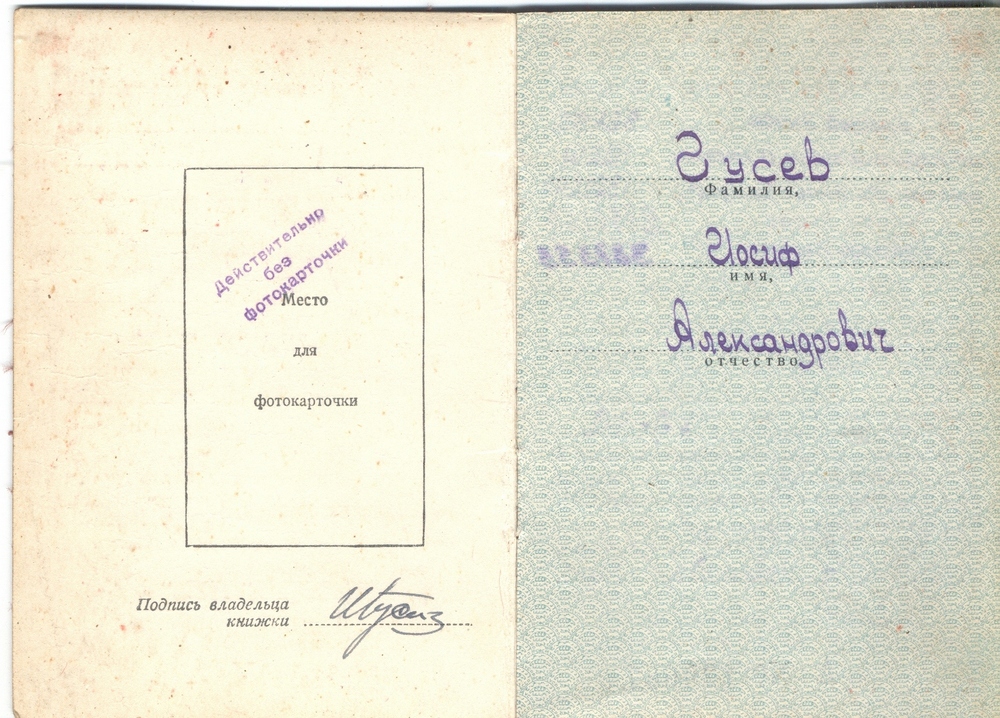 Действительно
без
фотокарточки
Место
для
фотокарточки
Подпись владельца
книжки
Гусев
Фамилия,
Иосиф
имя,
Александрович
отчество